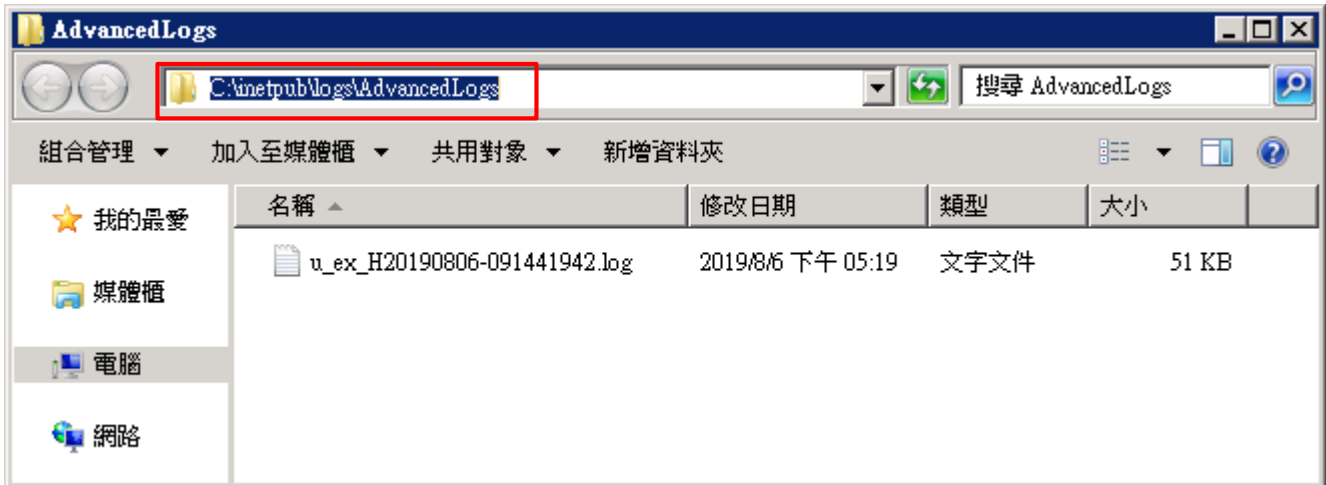 AdvancedLogs
C:\inetpub\logs\AdvancedLogs
搜尋 AdvancedLogs
組合管理 加入至媒體櫃 共用對象 新增資料夾
我的最愛
媒體櫃
電腦
網路
名稱 修改日期 類型 大小
u_ex_H20190806-091441942.log 2019/8/6 下午 05:19 文字文件 51 KB